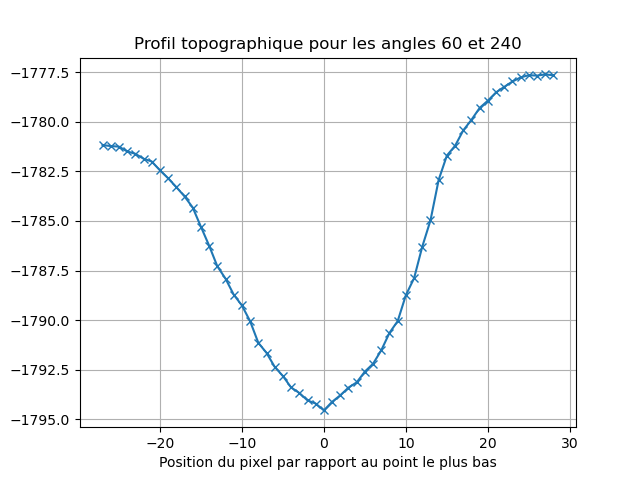 Profil topographique pour les angles 60 et 240
−1777.5
−1780.0
−1782.5
−1785.0
−1787.5
−1790.0
−1792.5
−1795.0
−20 −10 0 10 20 30
Position du pixel par rapport au point le plus bas